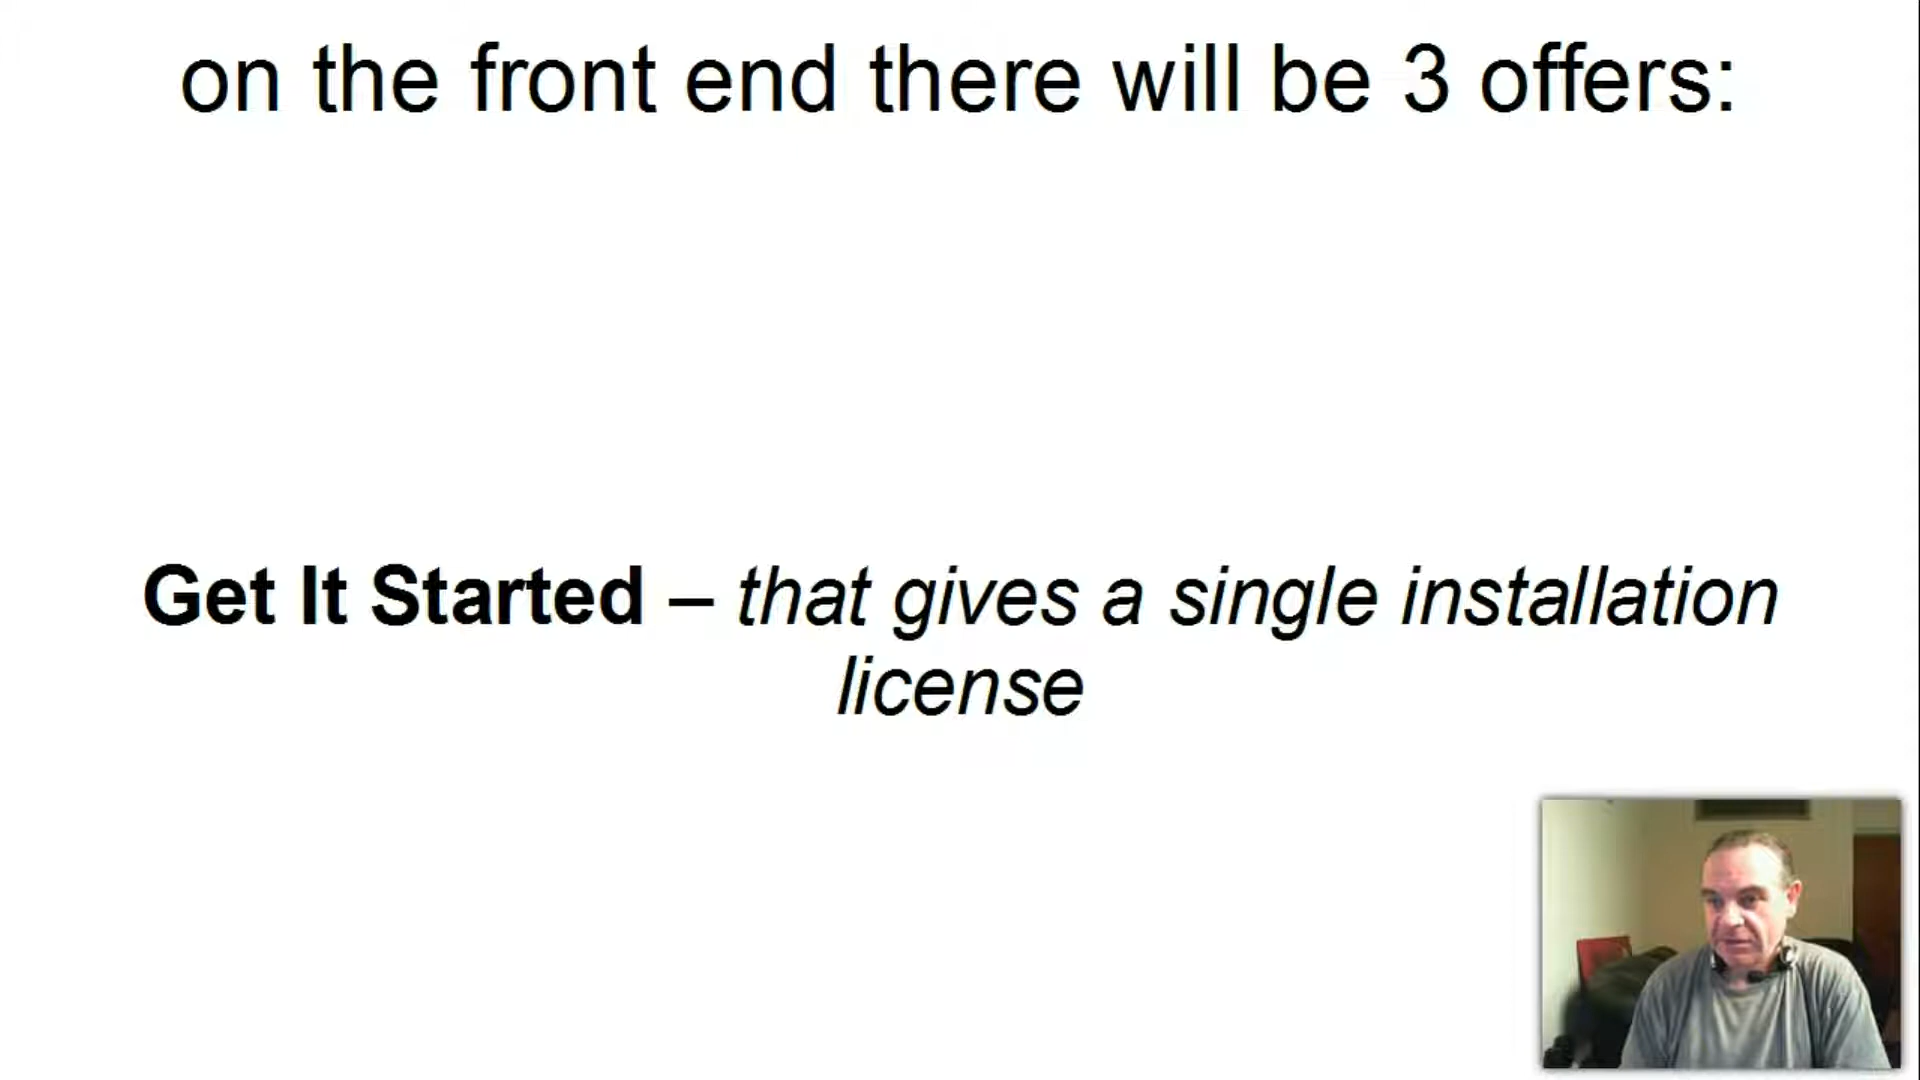 on the front end there will be 3 offers:
Get It Started – that gives a single installation
license